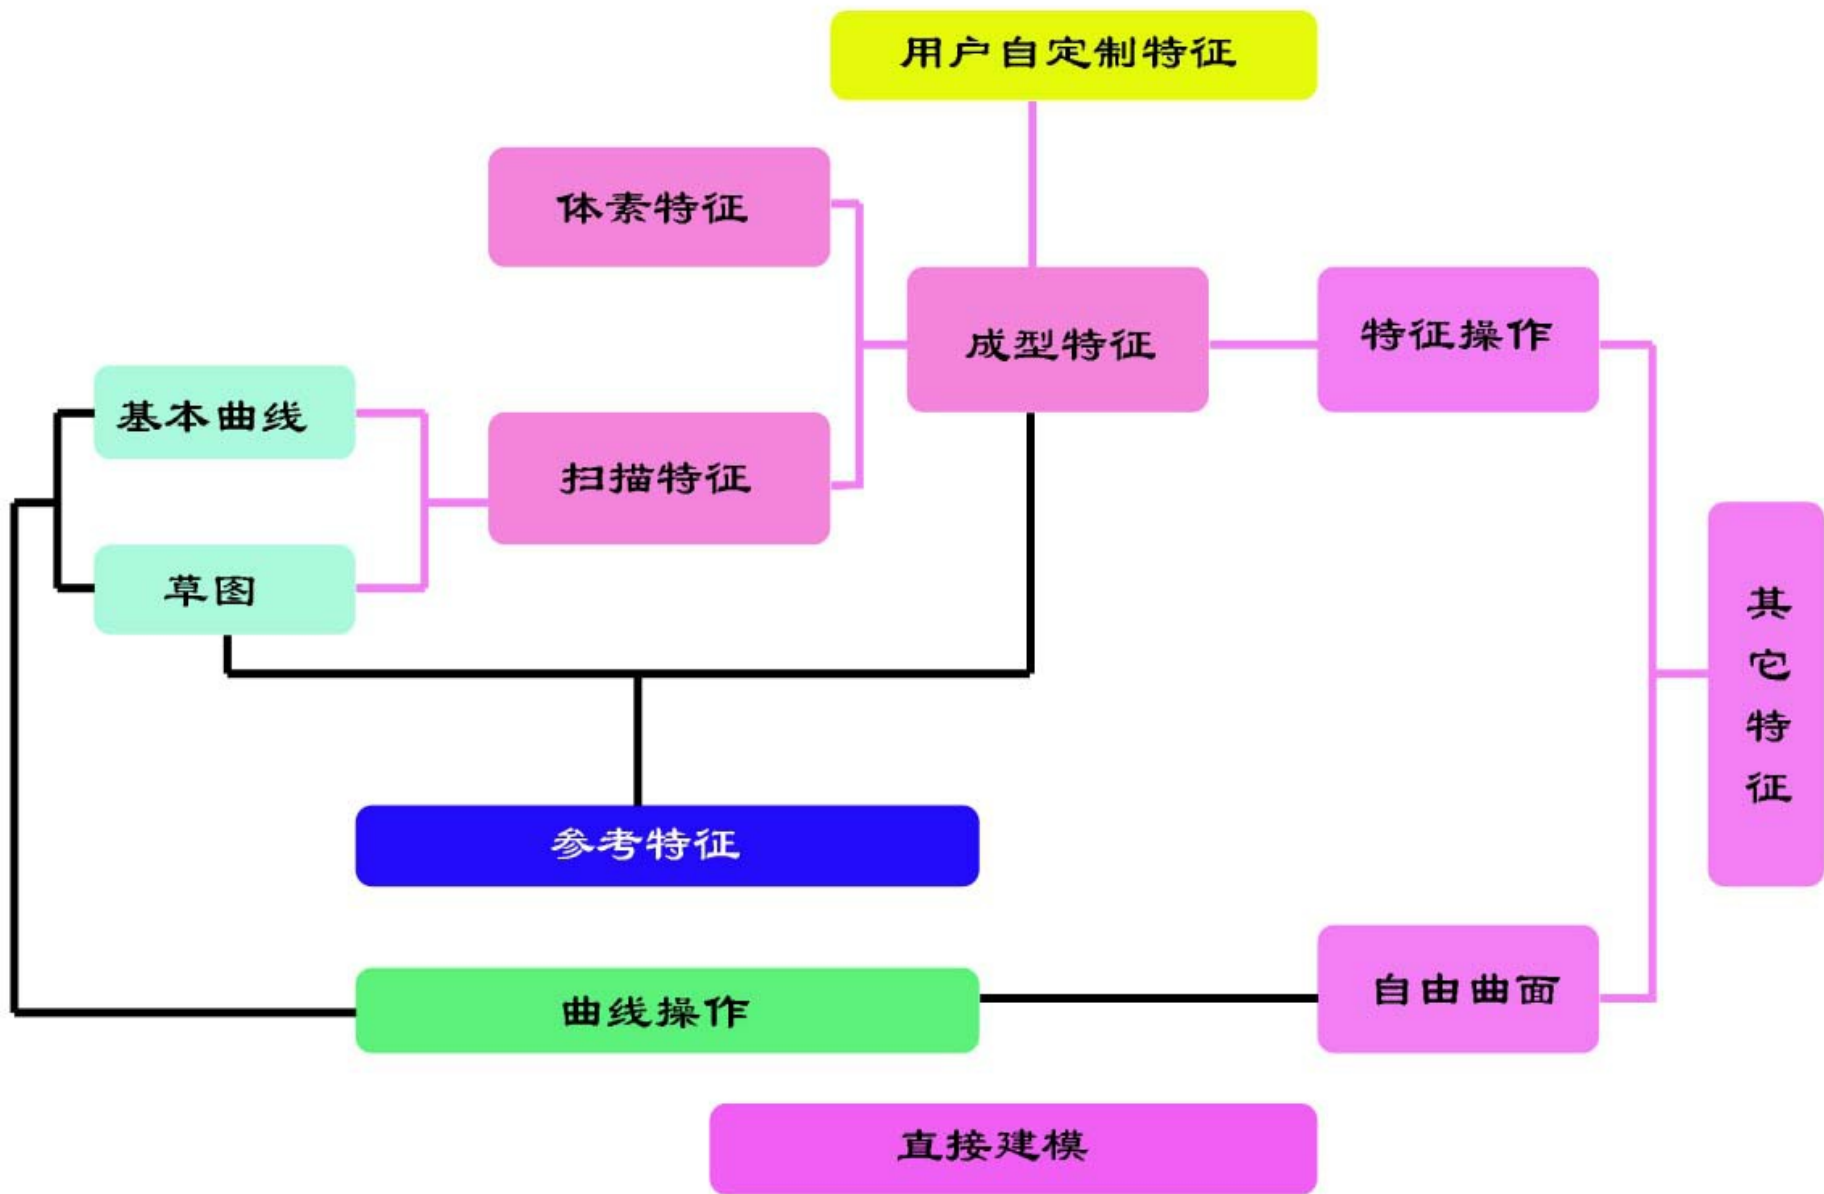 用户自定制特征
体素特征
成型特征
特征操作
基本曲线
扫描特征
草图
其它特征
参考特征
自由曲面
曲线操作
直接建模